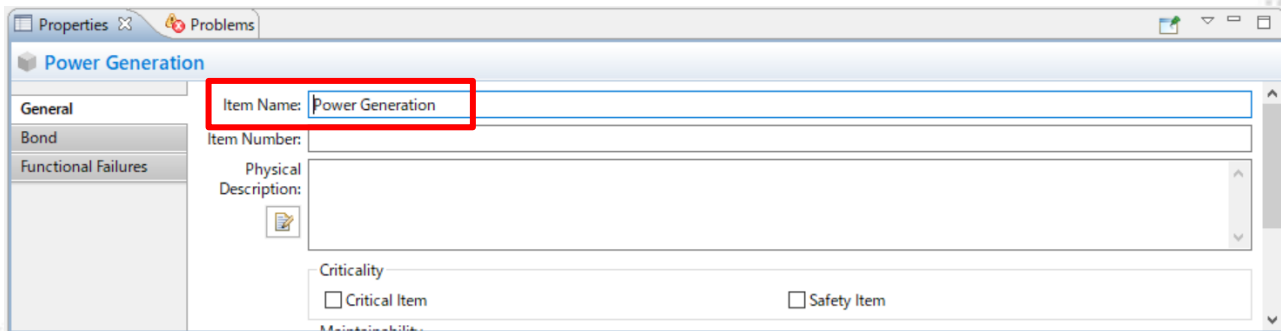 Properties Problems
Power Generation
General
Bond
Functional Failures
Item Name: Power Generation
Item Number:
Physical
Description:
Criticality
Critical Item Safety Item
Maintainability